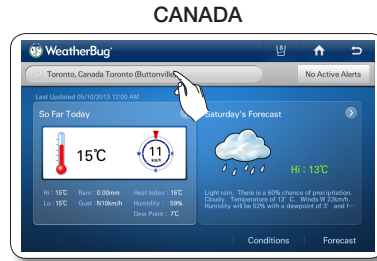 CANADA
WeatherBug
Toronto, Canada Toronto (Buttonville)
No Active Alerts
Last Updated 05/10/2013 12:00 AM
So Far Today
15℃
11
km/h
Hi : 15℃ Rain : 0.00mm Heat Index : 15℃
Lo : 15℃ Gust : N10km/h Humidity : 59%
Dew Point : 7℃
Saturday's Forecast
Hi : 13℃
Light rain. There is a 60% chance of precipitation.
Cloudy. Temperature of 13° C. Winds W 22km/h.
Humidity will be 52% with a dewpoint of 3° and F...
Conditions Forecast